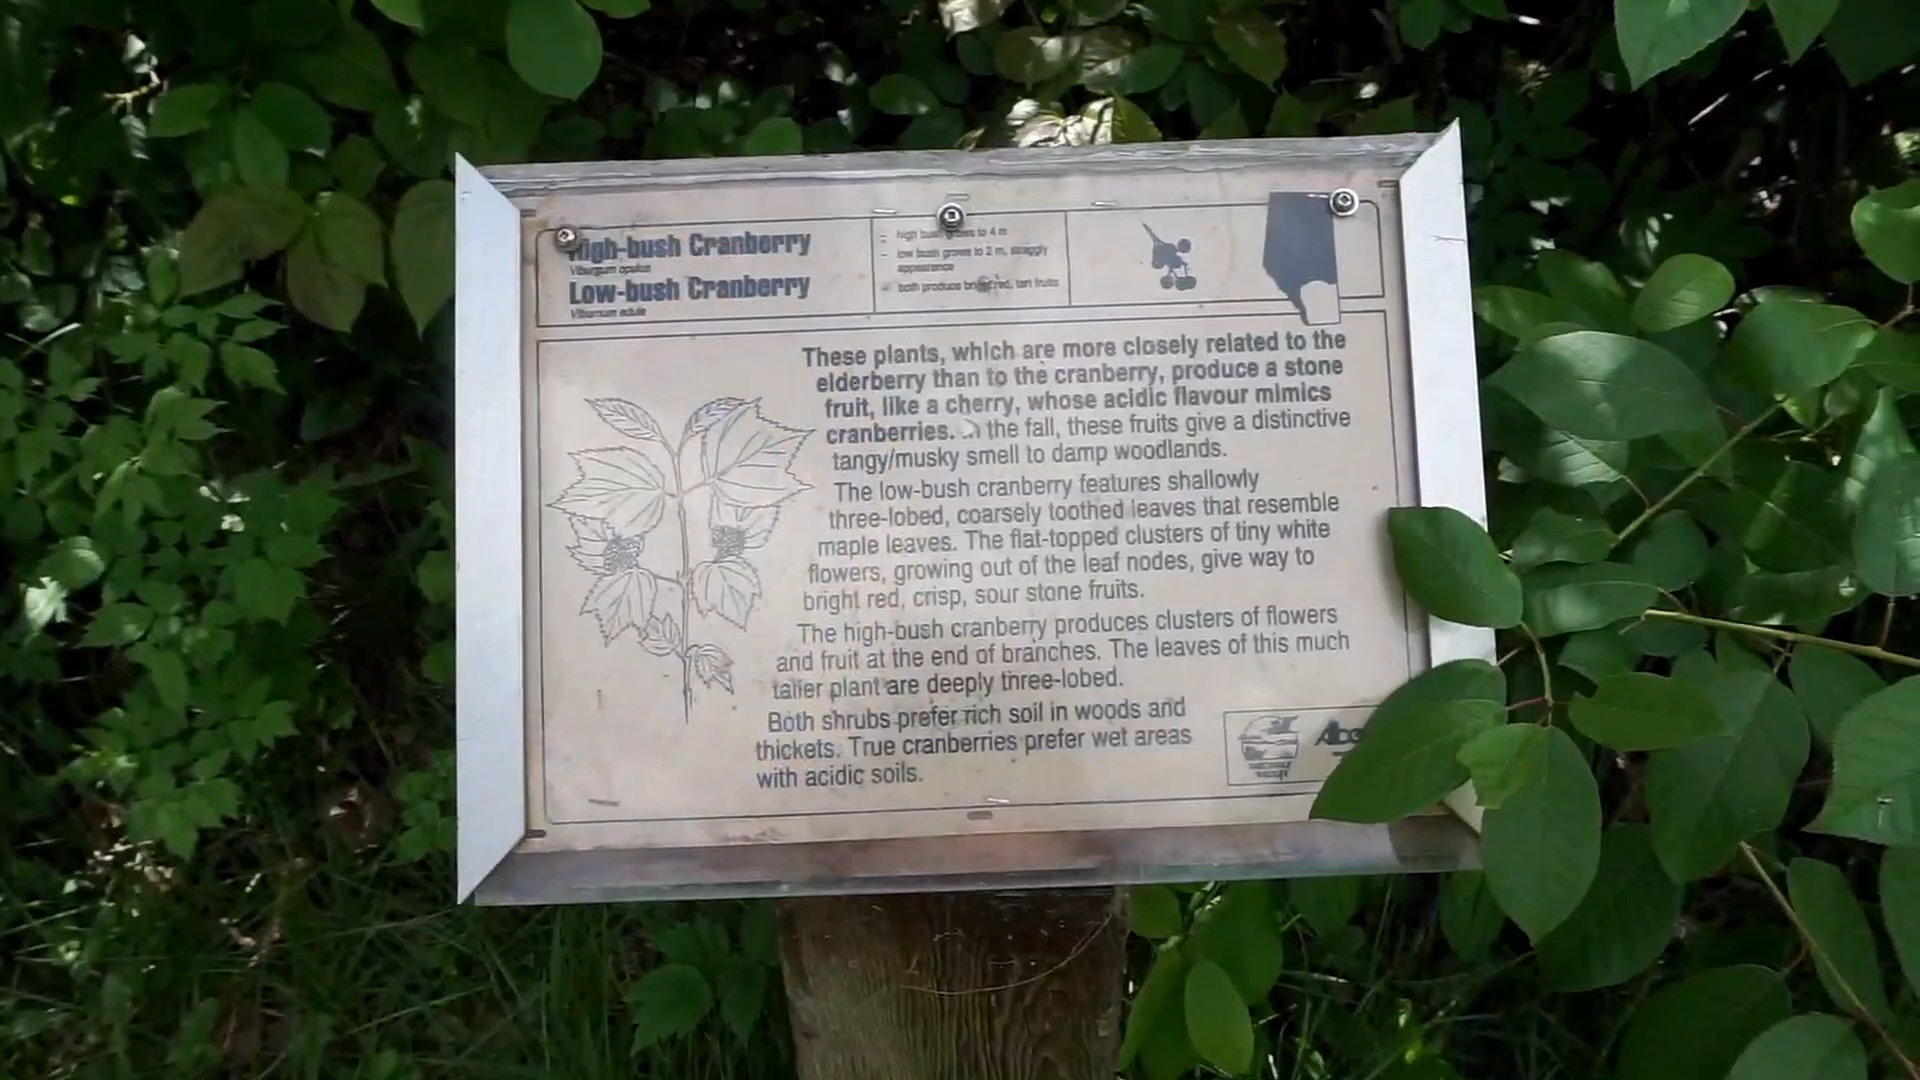 High-bush Cranberry
Viburnum opulus
Low-bush Cranberry
Viburnum edule
- high bush grows to 4 m
- low bush grows to 2 m, straggly
appearance
- both produce bright red, tart fruits
These plants, which are more closely related to the
elderberry than to the cranberry, produce a stone
fruit, like a cherry, whose acidic flavour mimics
cranberries. In the fall, these fruits give a distinctive
tangy/musky smell to damp woodlands.
The low-bush cranberry features shallowly
three-lobed, coarsely toothed leaves that resemble
maple leaves. The flat-topped clusters of tiny white
flowers, growing out of the leaf nodes, give way to
bright red, crisp, sour stone fruits.
The high-bush cranberry produces clusters of flowers
and fruit at the end of branches. The leaves of this much
taller plant are deeply three-lobed.
Both shrubs prefer rich soil in woods and
thickets. True cranberries prefer wet areas
with acidic soils.